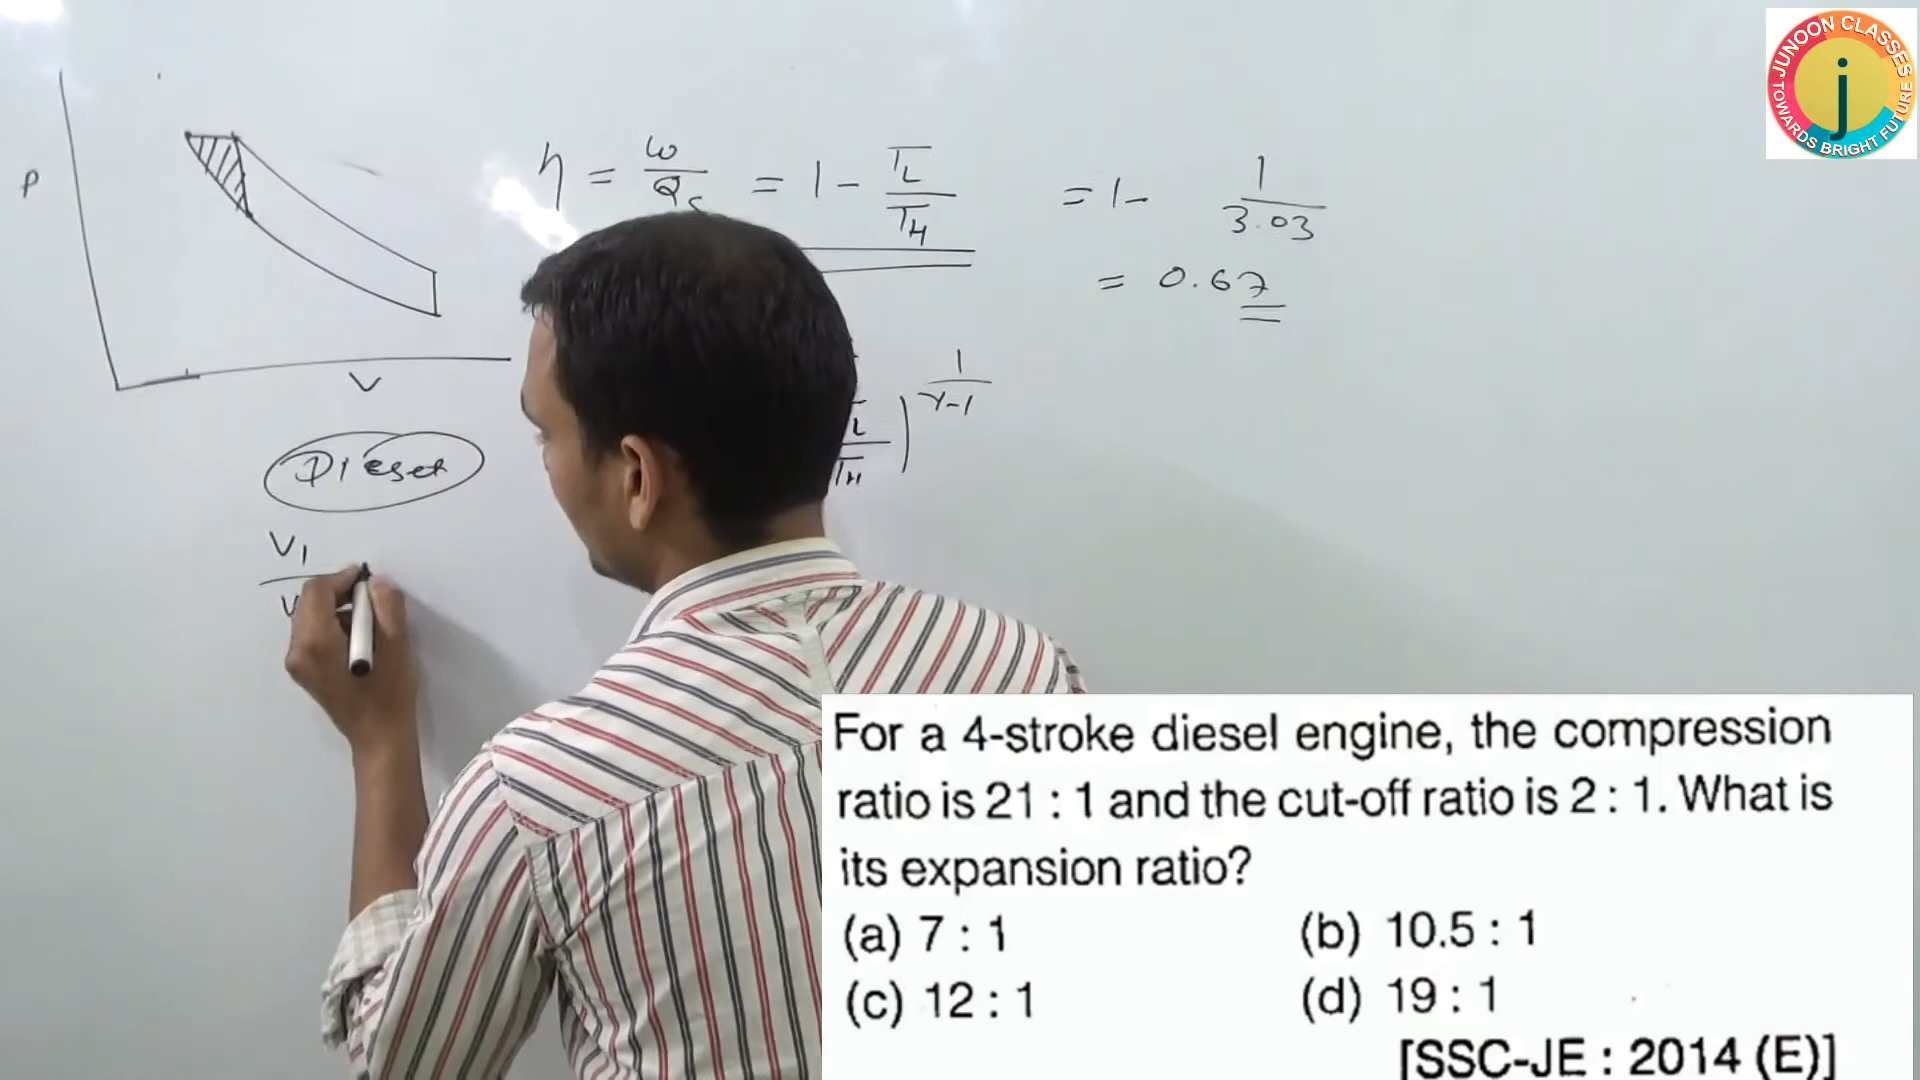 JUNOON CLASSES
TOWARDS BRIGHT FUTURE
j
P
V
Diesel
V1
V
η = W/Qs = 1 - TL/TH = 1 - 1/3.03
= 0.67
L/TH)^1/γ-1
For a 4-stroke diesel engine, the compression
ratio is 21 : 1 and the cut-off ratio is 2 : 1. What is
its expansion ratio?
(a) 7 : 1 (b) 10.5 : 1
(c) 12 : 1 (d) 19 : 1
[SSC-JE : 2014 (E)]